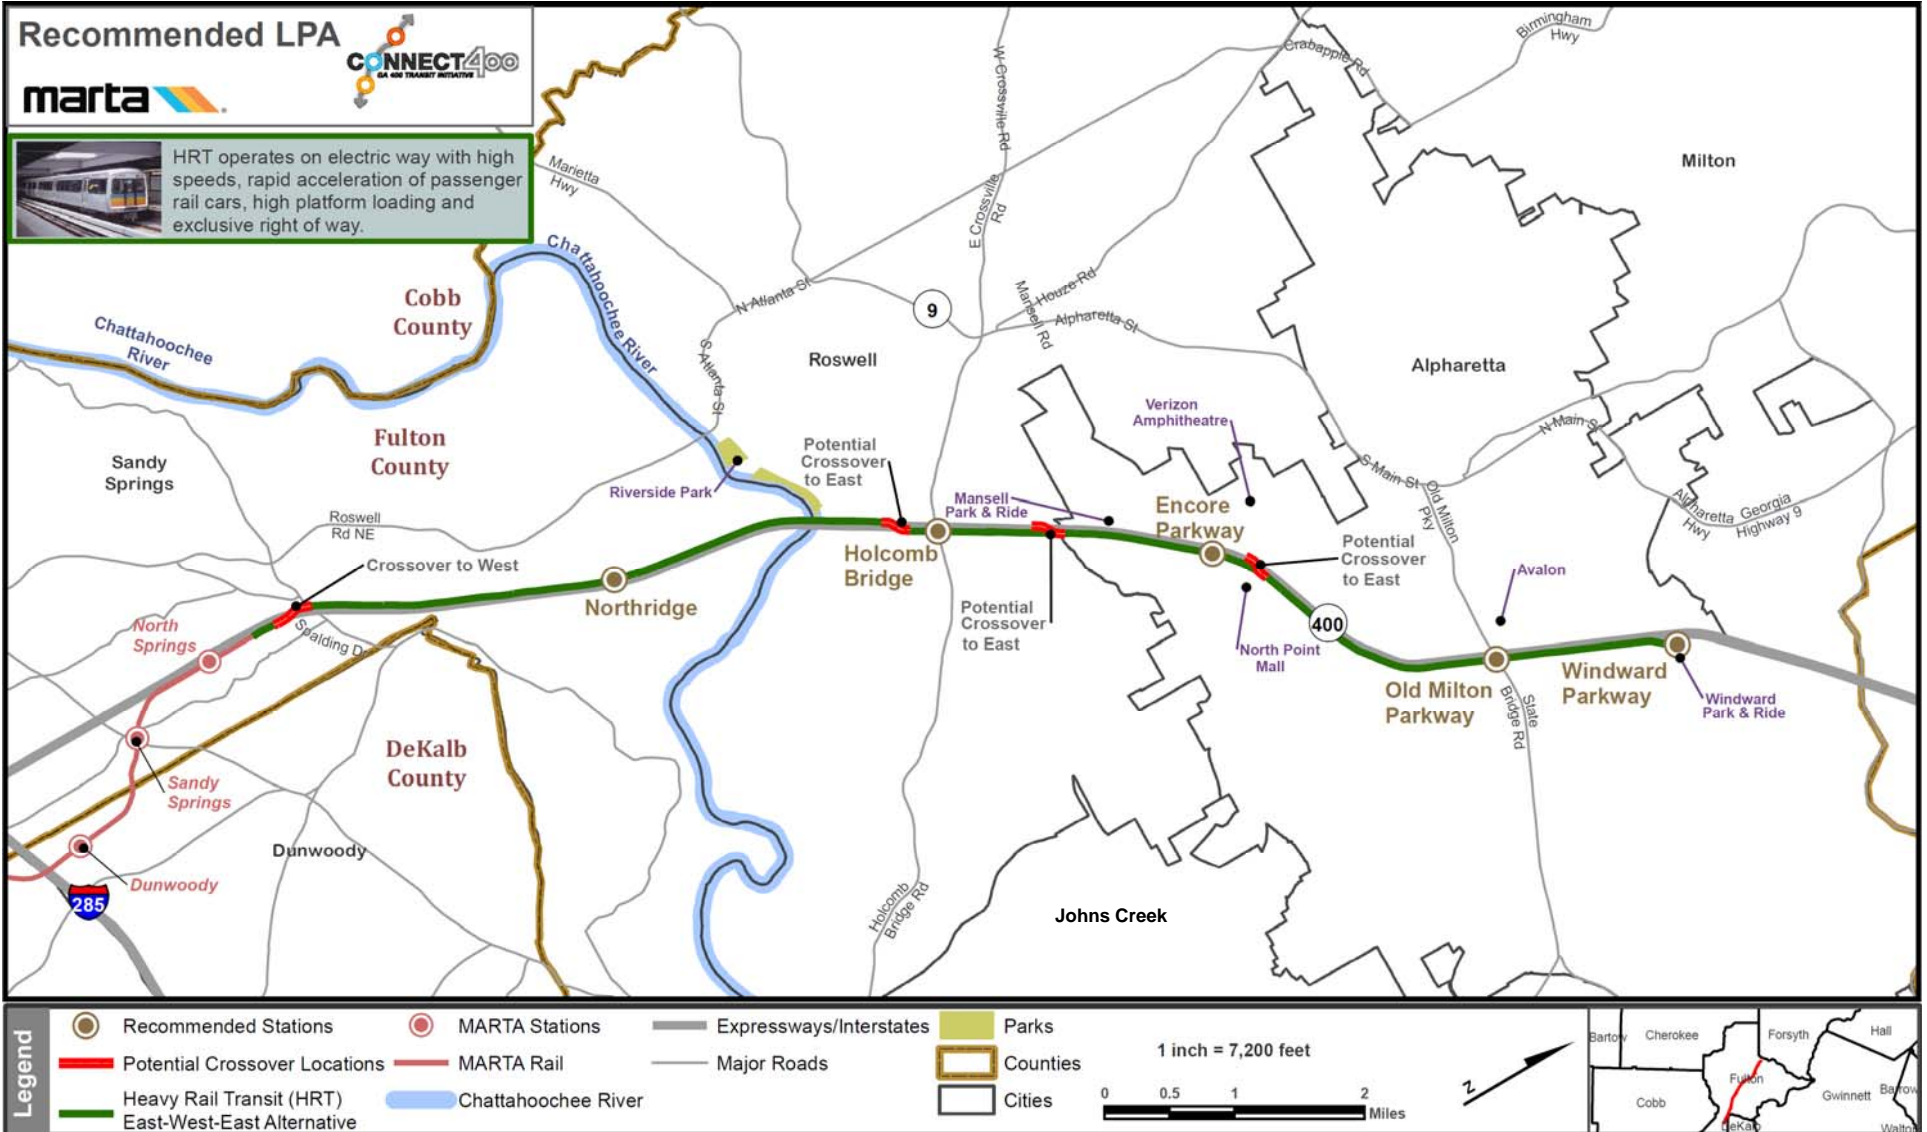 Recommended LPA
CONNECT400
GA 400 TRANSIT INITIATIVE
marta
HRT operates on electric way with high
speeds, rapid acceleration of passenger
rail cars, high platform loading and
exclusive right of way.
Marietta
Hwy
W Crossville Rd
E Crossville
Rd
Crabapple Rd
Birmingham
Hwy
Milton
Chattahoochee River
Cobb
County
Chattahoochee
River
N Atlanta St
S Atlanta St
9
Mansell Rd
Houze Rd
Alpharetta St
Roswell
Alpharetta
Fulton
County
Sandy
Springs
Verizon
Amphitheatre
Potential
Crossover
to East
Riverside Park
Mansell
Park & Ride
Encore
Parkway
N Main St
S Main St
Old Milton
Pky
Alpharetta
Hwy
Georgia
Highway 9
Roswell
Rd NE
Crossover to West
Holcomb
Bridge
Potential
Crossover
to East
Avalon
Northridge
Potential
Crossover
to East
400
North
Springs
Spalding Dr
North Point
Mall
Old Milton
Parkway
Windward
Parkway
Windward
Park & Ride
State
Bridge Rd
DeKalb
County
Sandy
Springs
Dunwoody
Dunwoody
285
Holcomb
Bridge Rd
Johns Creek
Legend
Recommended Stations
Potential Crossover Locations
Heavy Rail Transit (HRT)
East-West-East Alternative
MARTA Stations
MARTA Rail
Chattahoochee River
Expressways/Interstates
Major Roads
Parks
Counties
Cities
1 inch = 7,200 feet
0 0.5 1 2
Miles
N
Bartow
Cherokee
Forsyth
Hall
Fulton
Cobb
Gwinnett
Barrow
DeKalb
Walton